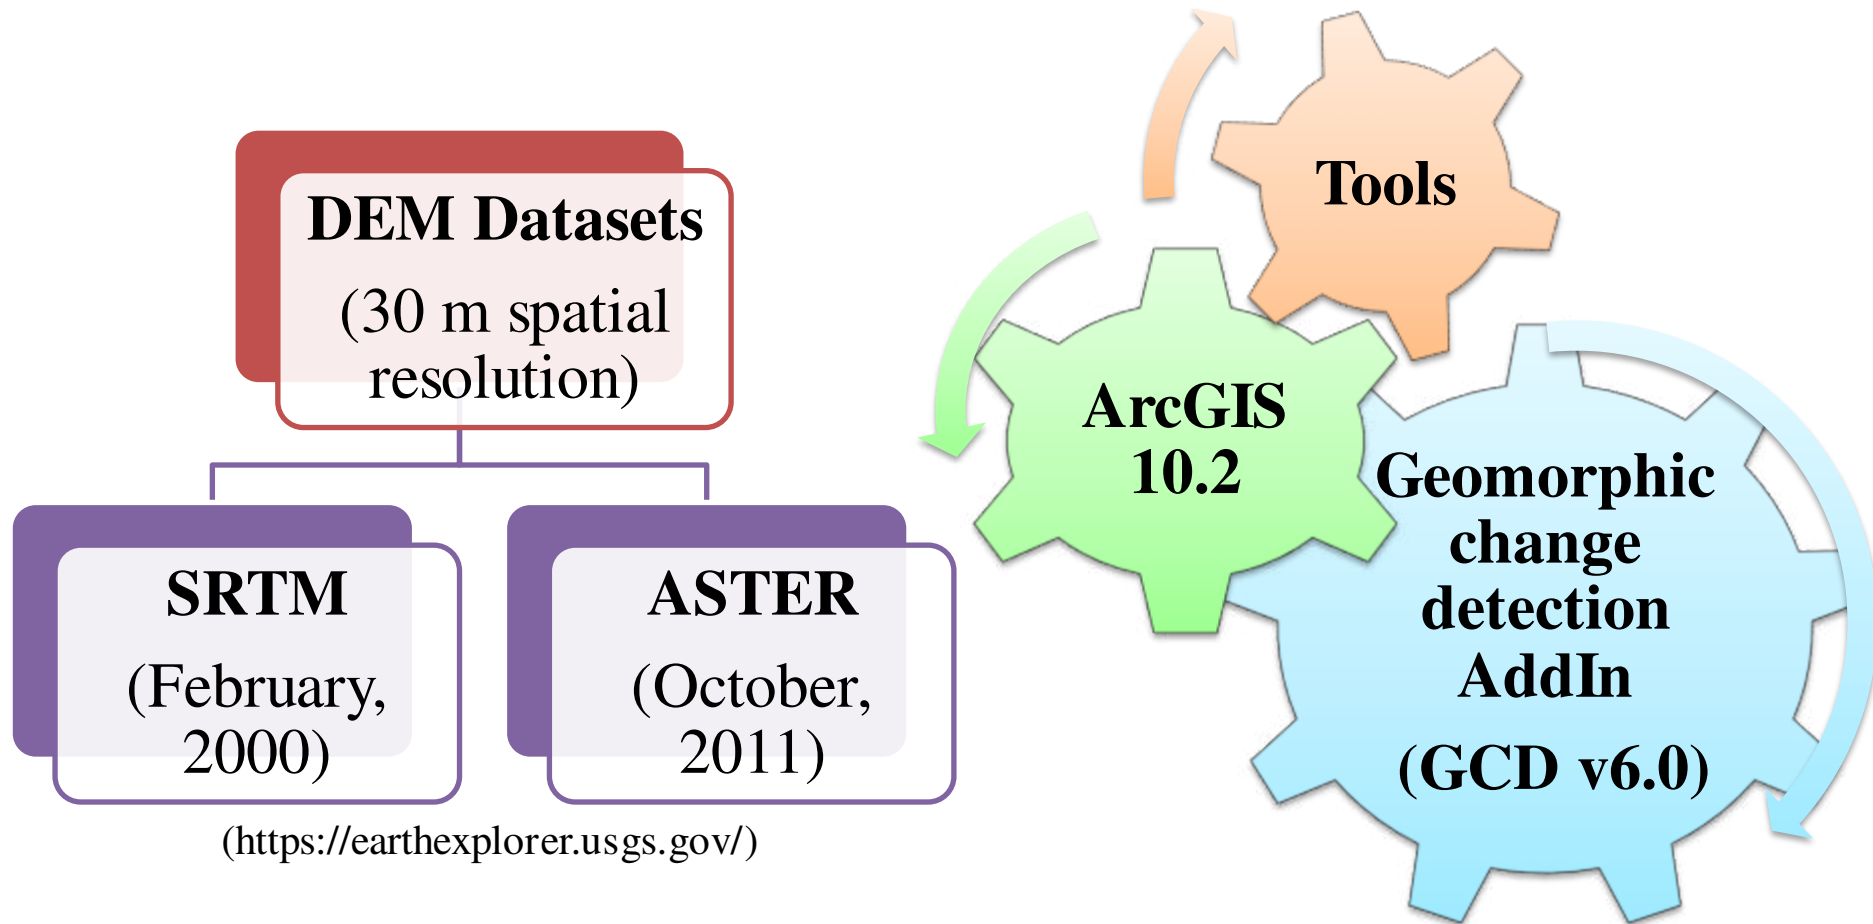 DEM Datasets
(30 m spatial
resolution)
SRTM
(February,
2000)
ASTER
(October,
2011)
(https://earthexplorer.usgs.gov/)
Tools
ArcGIS
10.2
Geomorphic
change
detection
AddIn
(GCD v6.0)